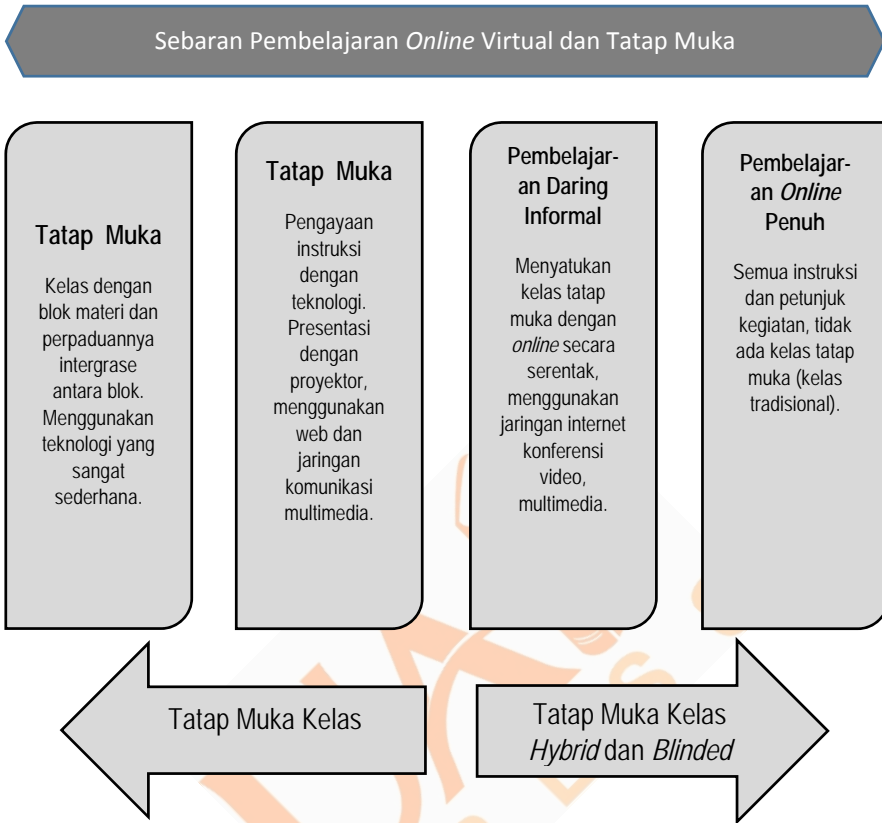 Sebaran Pembelajaran Online Virtual dan Tatap Muka
Tatap Muka
Kelas dengan
blok materi dan
perpaduannya
intergrase
antara blok.
Menggunakan
teknologi yang
sangat
sederhana.
Tatap Muka
Pengayaan
instruksi
dengan
teknologi.
Presentasi
dengan
proyektor,
menggunakan
web dan
jaringan
komunikasi
multimedia.
Pembelajar-
an Daring
Informal
Menyatukan
kelas tatap
muka dengan
online secara
serentak,
menggunakan
jaringan internet
konferensi
video,
multimedia.
Pembelajar-
an Online
Penuh
Semua instruksi
dan petunjuk
kegiatan, tidak
ada kelas tatap
muka (kelas
tradisional).
Tatap Muka Kelas
Tatap Muka Kelas
Hybrid dan Blinded